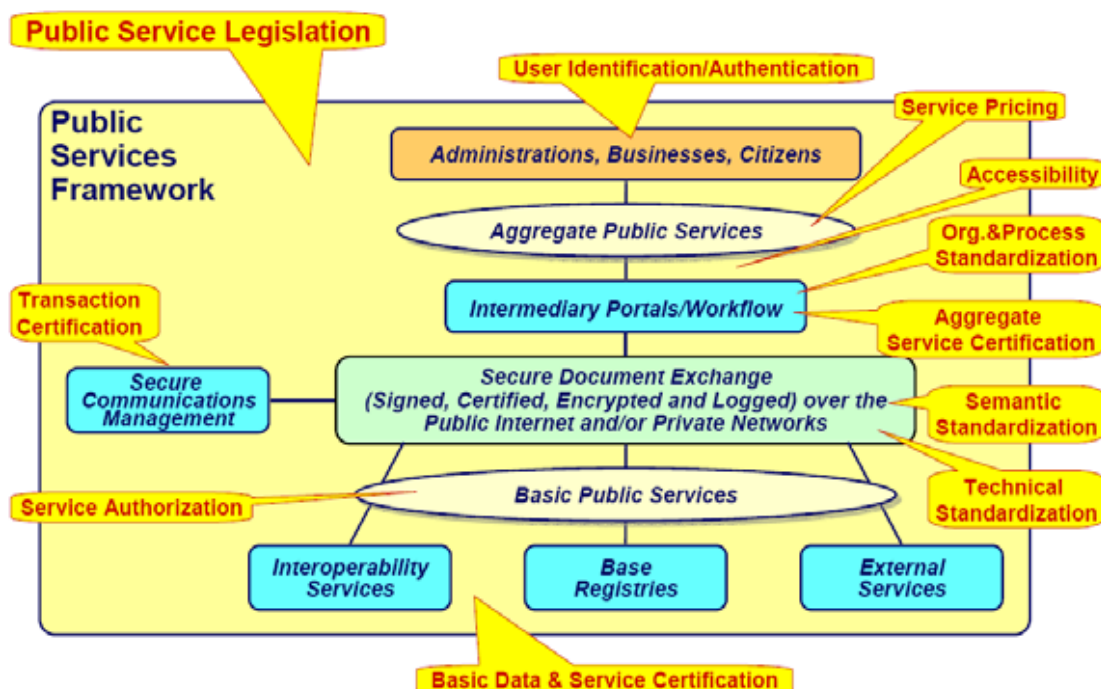 Public Service Legislation
User Identification/Authentication
Service Pricing
Public
Services
Framework
Administrations, Businesses, Citizens
Accessibility
Aggregate Public Services
Org.&Process
Standardization
Transaction
Certification
Intermediary Portals/Workflow
Aggregate
Service Certification
Secure
Communications
Management
Secure Document Exchange
(Signed, Certified, Encrypted and Logged) over the
Public Internet and/or Private Networks
Semantic
Standardization
Service Authorization
Basic Public Services
Technical
Standardization
Interoperability
Services
Base
Registries
External
Services
Basic Data & Service Certification